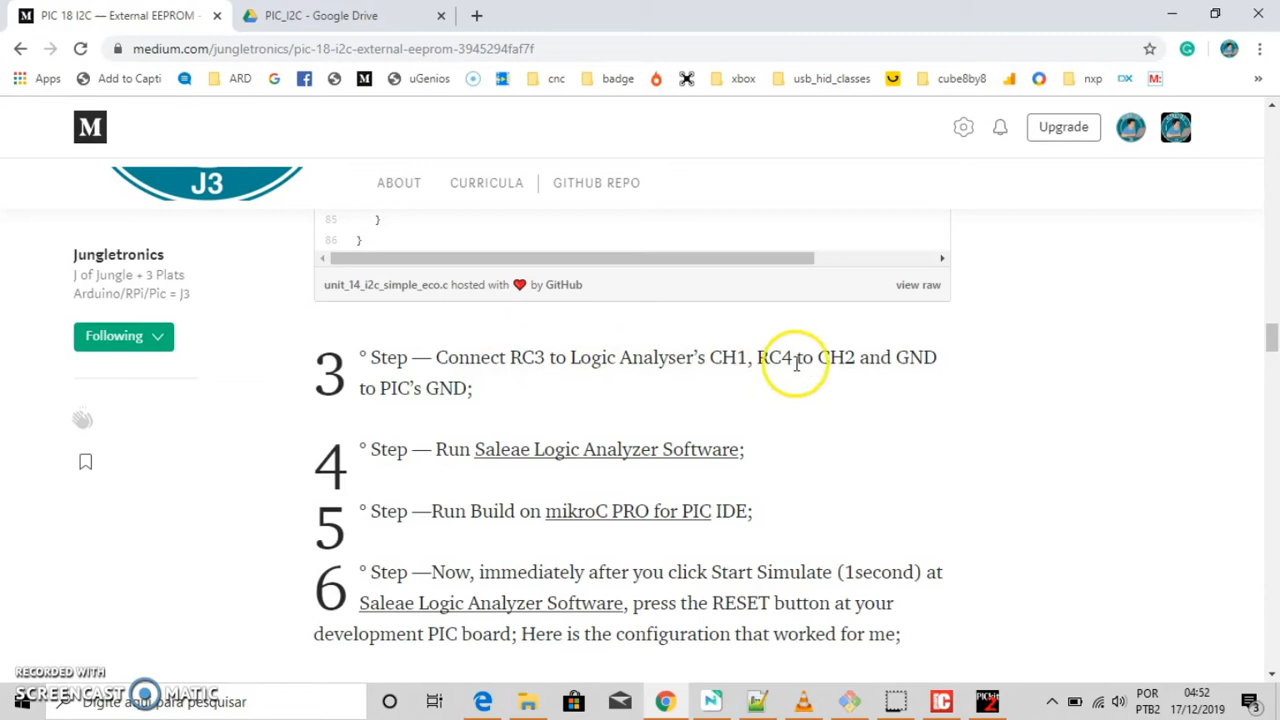 PIC 18 I2C — External EEPROM
PIC_I2C - Google Drive
medium.com/jungletronics/pic-18-i2c-external-eeprom-3945294faf7f
Apps
Add to Capti
ARD
uGenios
cnc
badge
xbox
usb_hid_classes
cube8by8
nxp
DX
M:
»
M
Upgrade
J3
ABOUT
CURRICULA
GITHUB REPO
85 }
86 }
unit_14_i2c_simple_eco.c hosted with ❤ by GitHub
view raw
Jungletronics
J of Jungle + 3 Plats
Arduino/RPi/Pic = J3
Following
3° Step — Connect RC3 to Logic Analyser’s CH1, RC4 to CH2 and GND
to PIC’s GND;
4° Step — Run Saleae Logic Analyzer Software;
5° Step —Run Build on mikroC PRO for PIC IDE;
6° Step —Now, immediately after you click Start Simulate (1second) at
Saleae Logic Analyzer Software, press the RESET button at your
development PIC board; Here is the configuration that worked for me;
RECORDED WITH
SCREENCAST MATIC
Digite aqui para pesquisar
IC
PICkit
2
POR
PTB2
04:52
17/12/2019
3